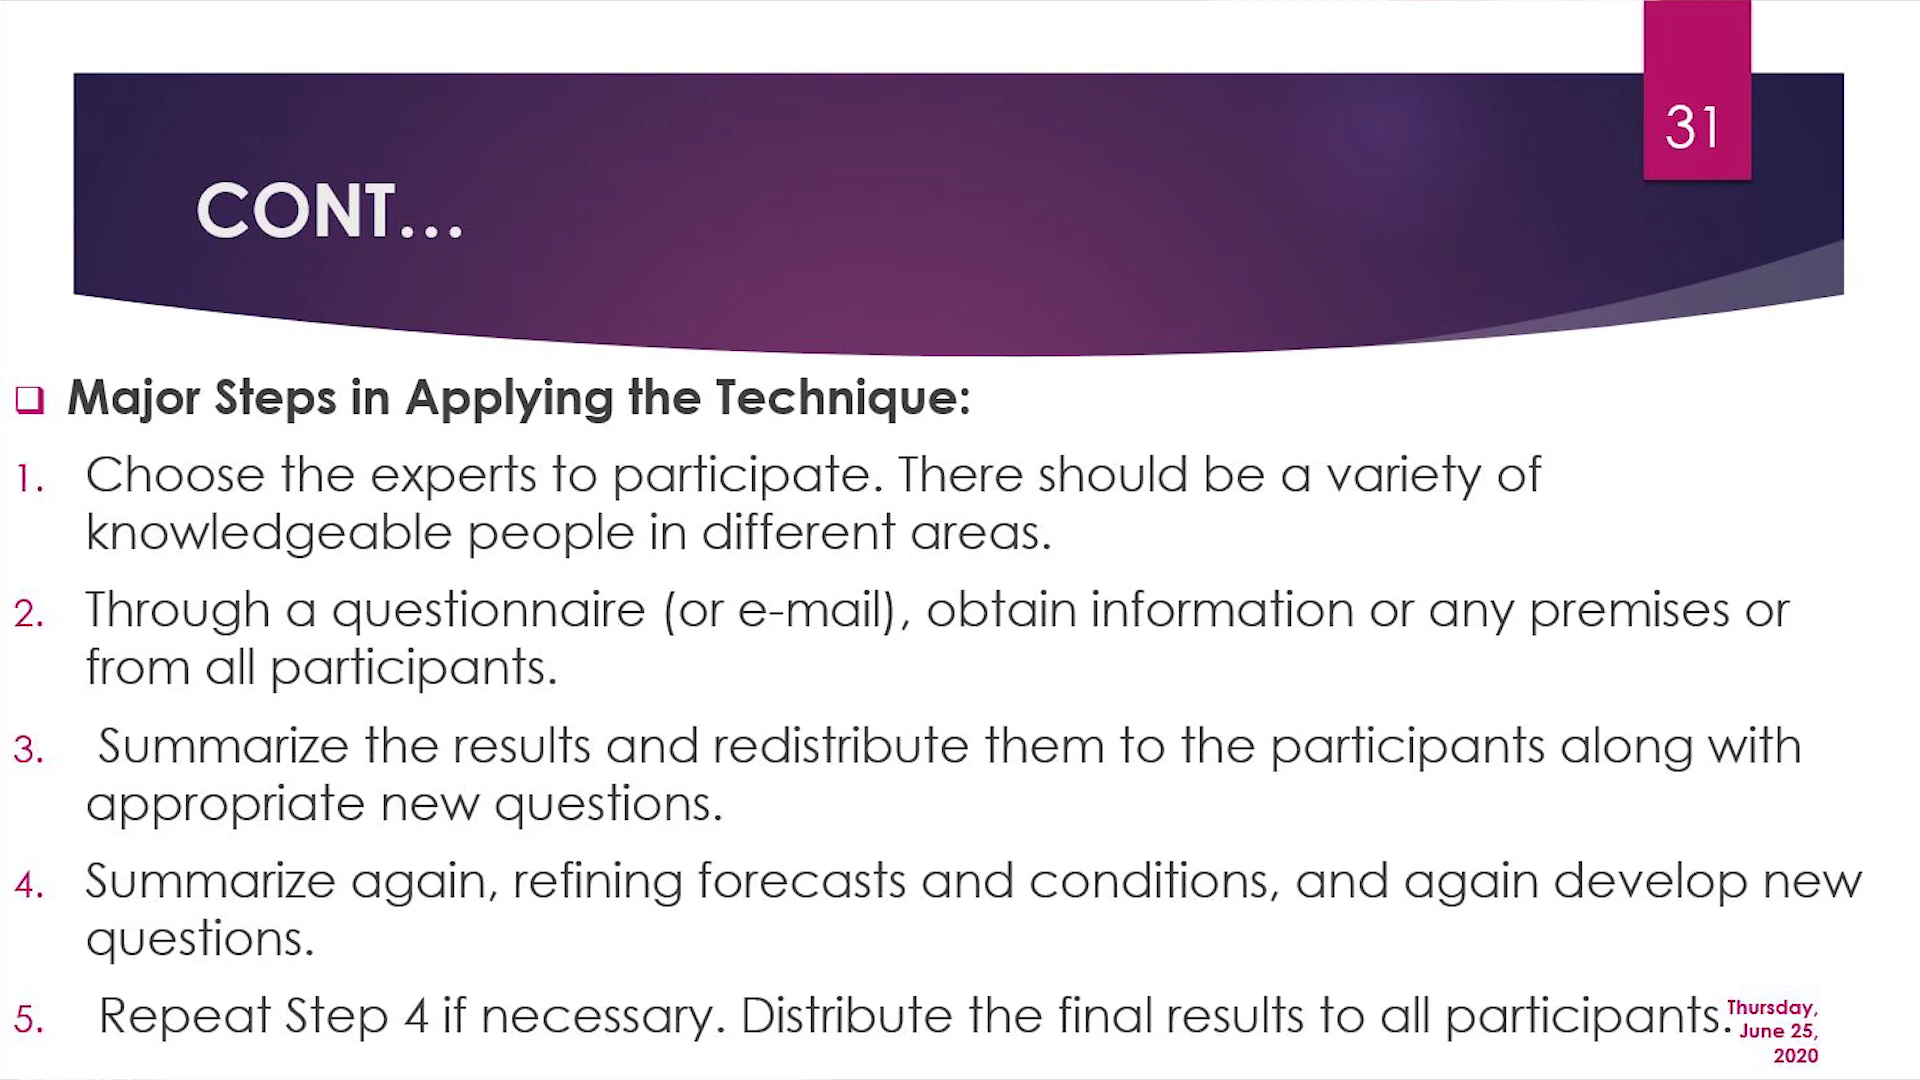 31
CONT...
Major Steps in Applying the Technique:
1. Choose the experts to participate. There should be a variety of
knowledgeable people in different areas.
2. Through a questionnaire (or e-mail), obtain information or any premises or
from all participants.
3. Summarize the results and redistribute them to the participants along with
appropriate new questions.
4. Summarize again, refining forecasts and conditions, and again develop new
questions.
5. Repeat Step 4 if necessary. Distribute the final results to all participants.
Thursday,
June 25,
2020